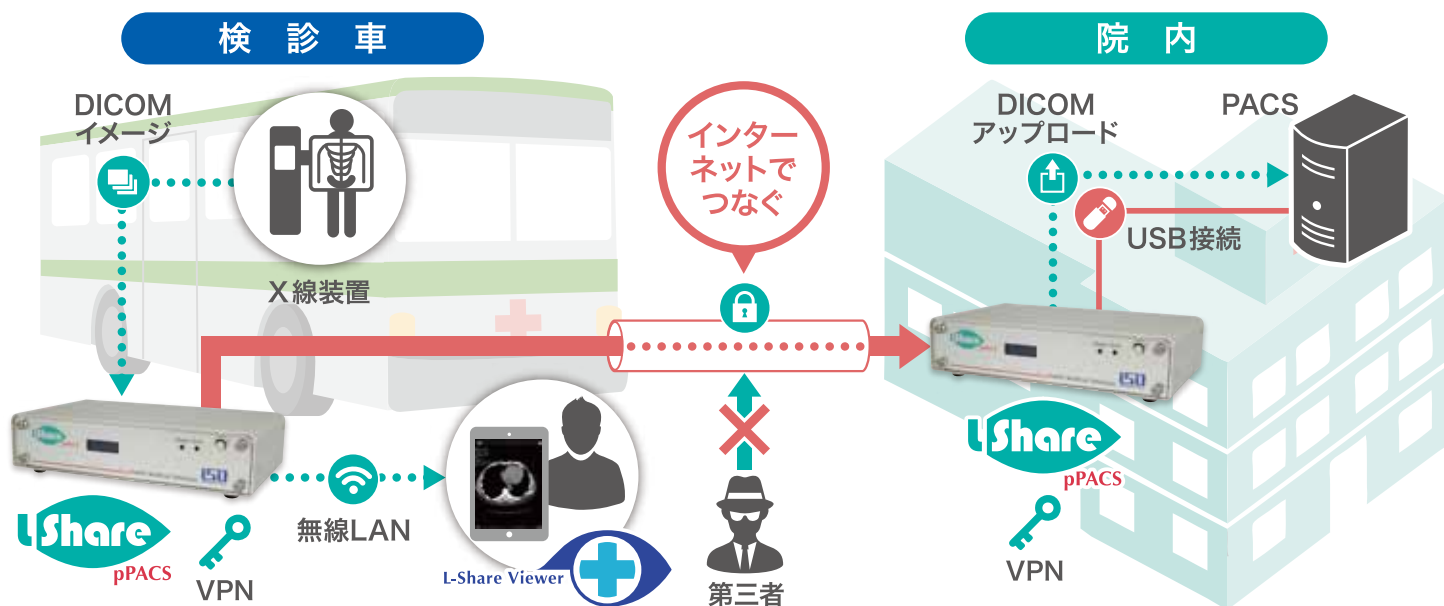 検診車
院内
DICOM
イメージ
X線装置
インター
ネットで
つなぐ
DICOM
アップロード
PACS
USB接続
LShare
pPACS
VPN
無線LAN
L-Share Viewer
第三者
LShare
pPACS
VPN